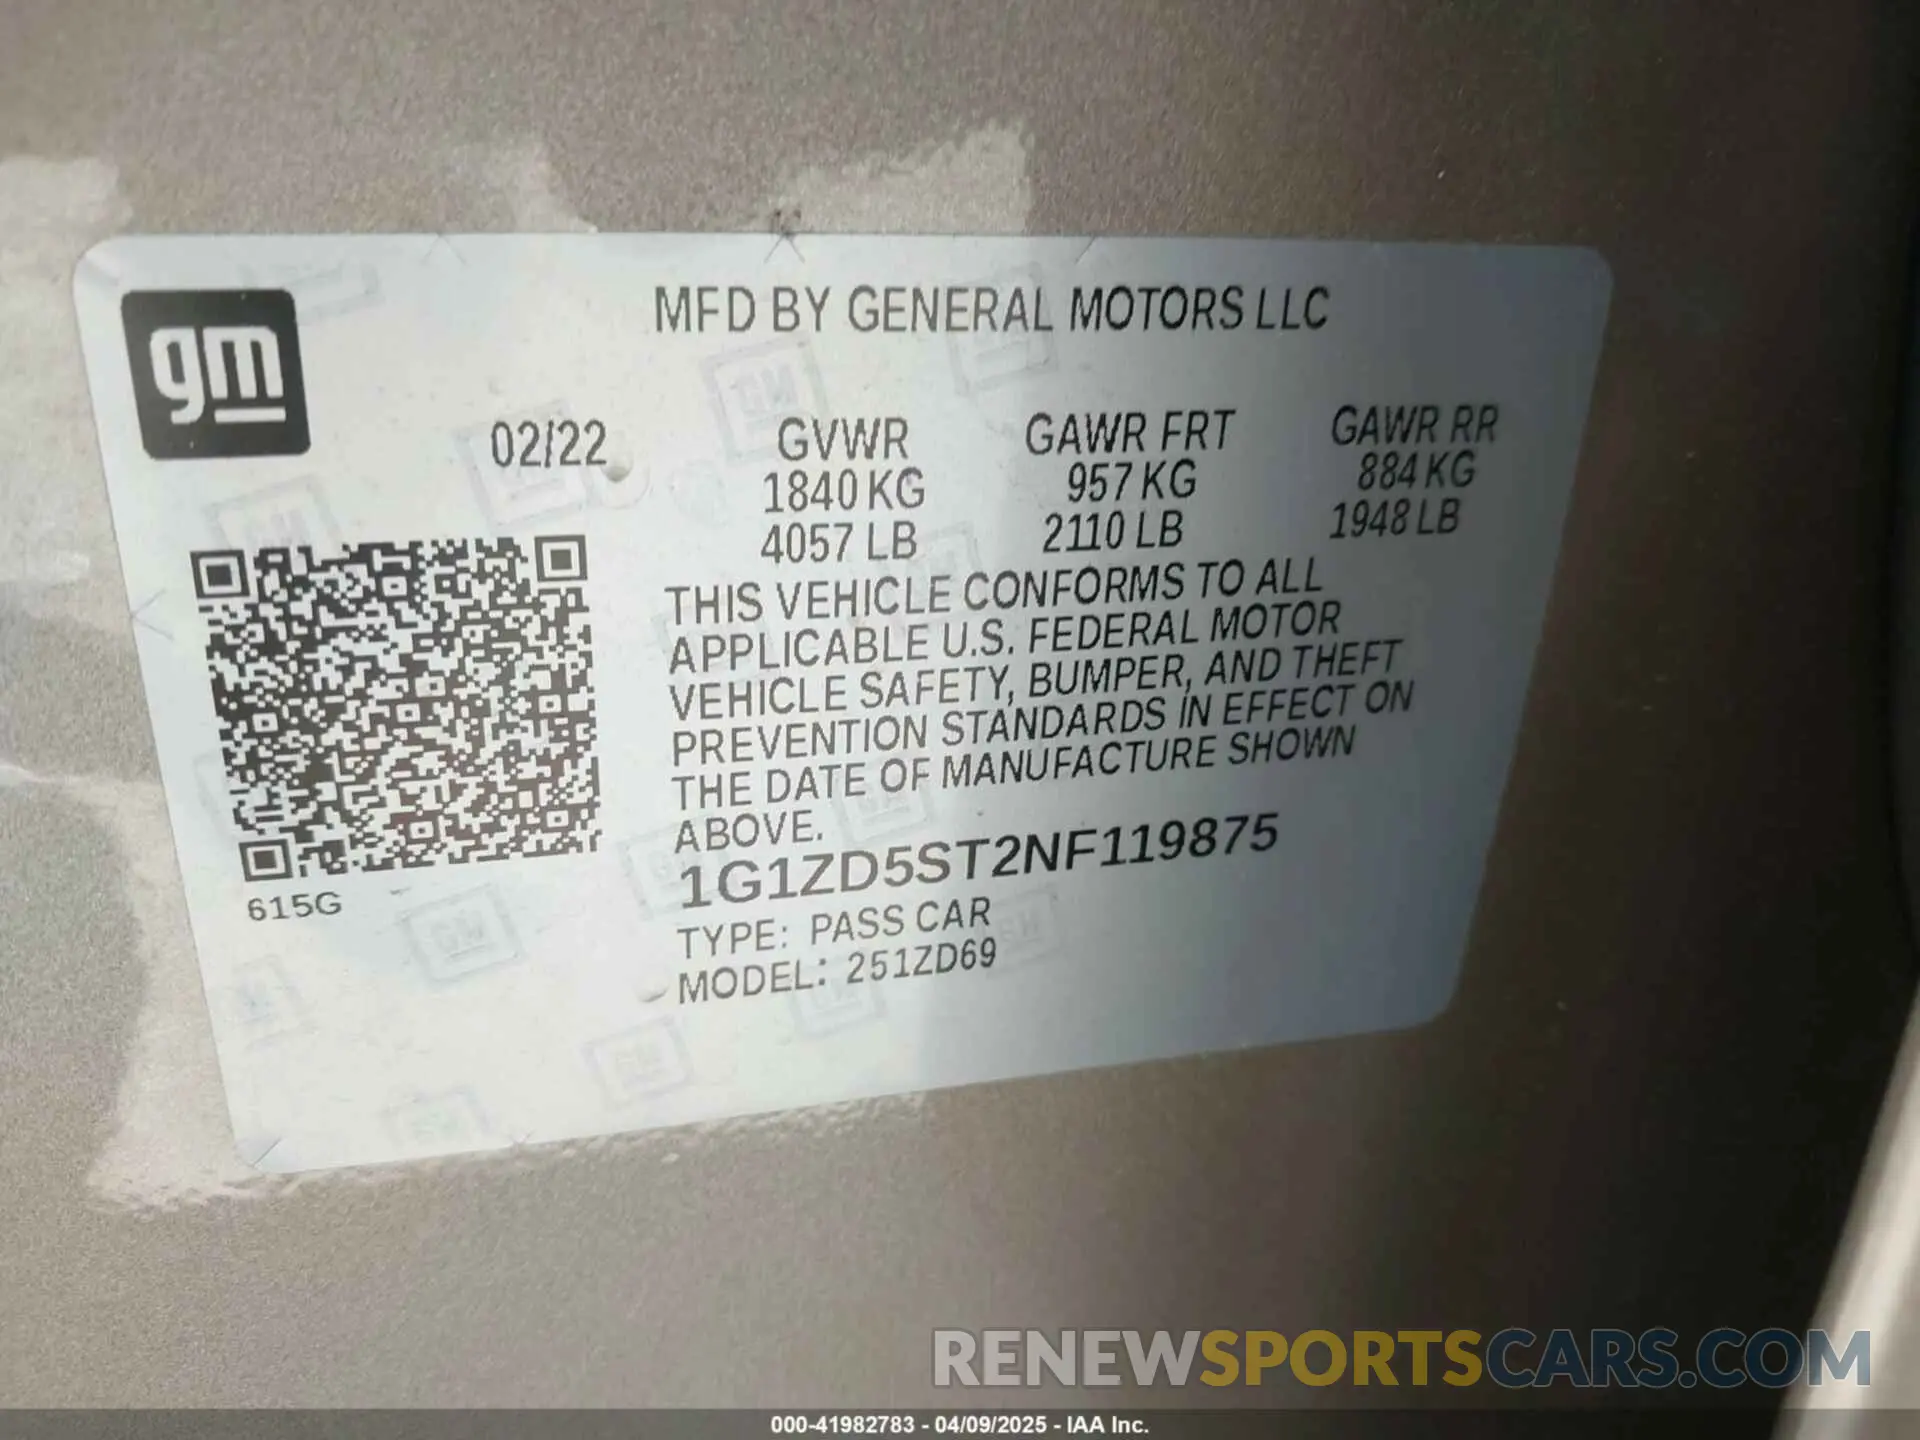 gm
MFD BY GENERAL MOTORS LLC
02/22 GVWR GAWR FRT GAWR RR
1840 KG 957 KG 884 KG
4057 LB 2110 LB 1948 LB
THIS VEHICLE CONFORMS TO ALL
APPLICABLE U.S. FEDERAL MOTOR
VEHICLE SAFETY, BUMPER, AND THEFT
PREVENTION STANDARDS IN EFFECT ON
THE DATE OF MANUFACTURE SHOWN
ABOVE.
1G1ZD5ST2NF119875
615G
TYPE: PASS CAR
MODEL: 251ZD69
RENEWSPORTSCARS.COM
000-41982783 - 04/09/2025 - IAA Inc.